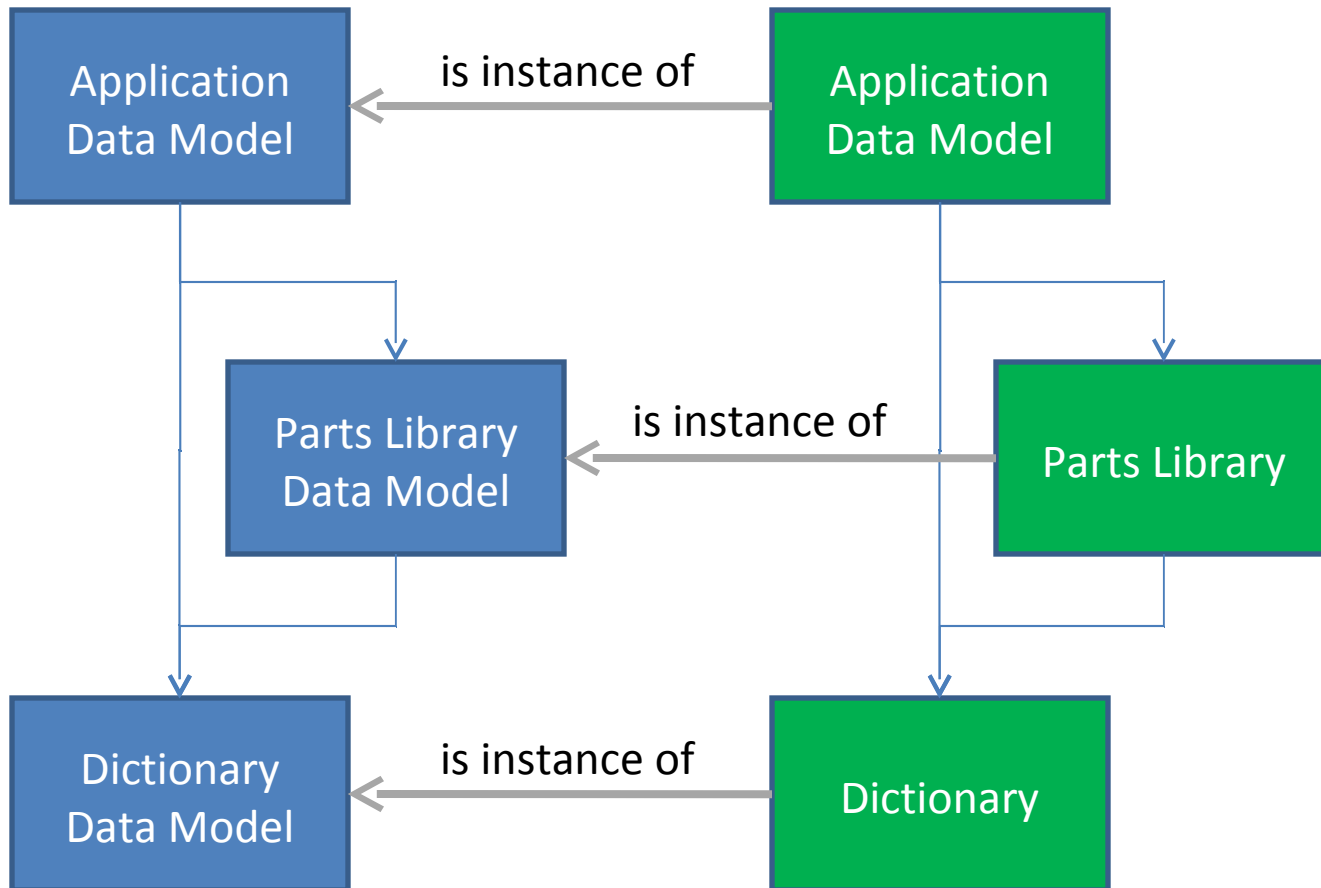 Application
Data Model
is instance of
Application
Data Model
Parts Library
Data Model
is instance of
Parts Library
Dictionary
Data Model
is instance of
Dictionary